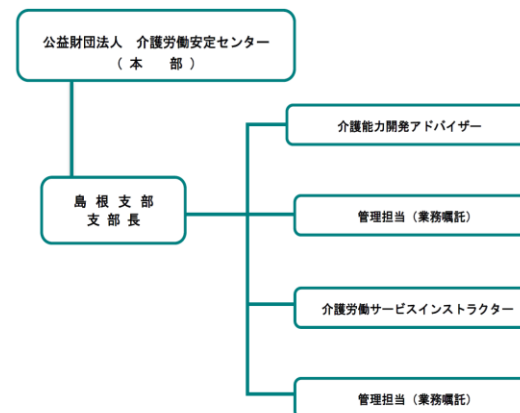 公益財団法人　介護労働安定センター
（ 本　　部 ）
介護能力開発アドバイザー
島 根 支 部
支 部 長
管理担当（業務嘱託）
介護労働サービスインストラクター
管理担当（業務嘱託）